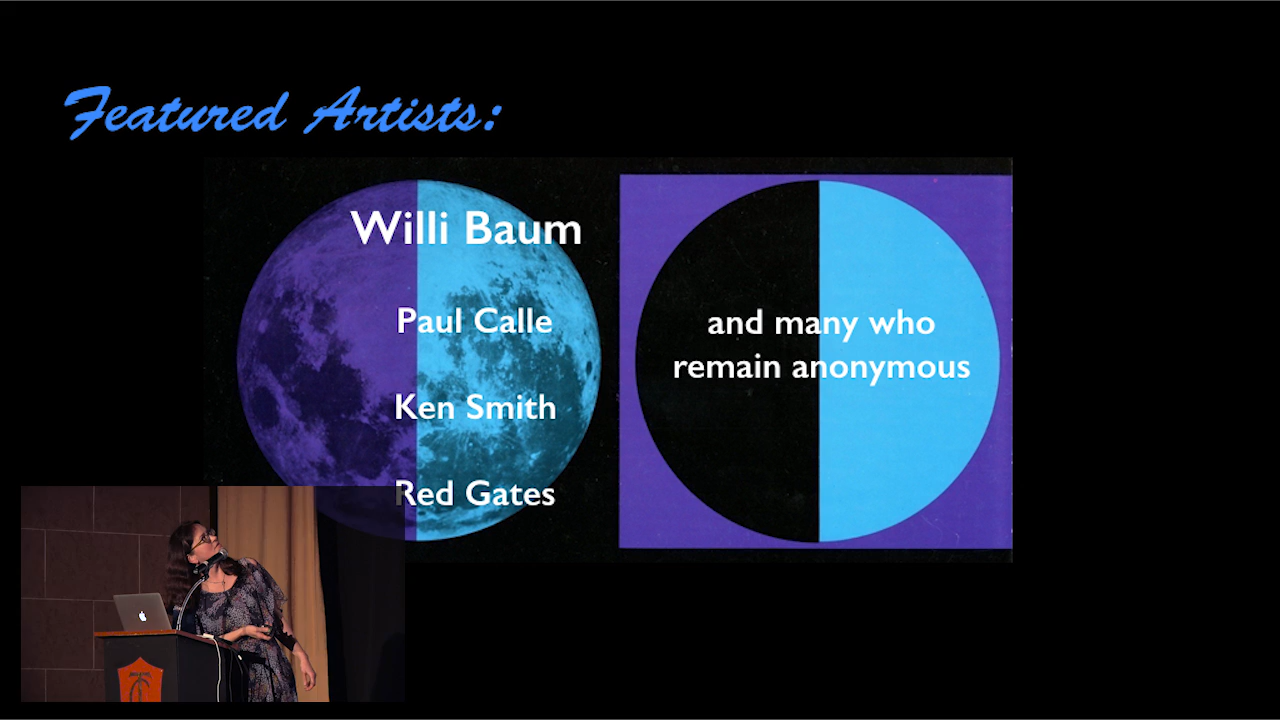 Featured Artists:
Willi Baum
Paul Calle
Ken Smith
Red Gates
and many who
remain anonymous